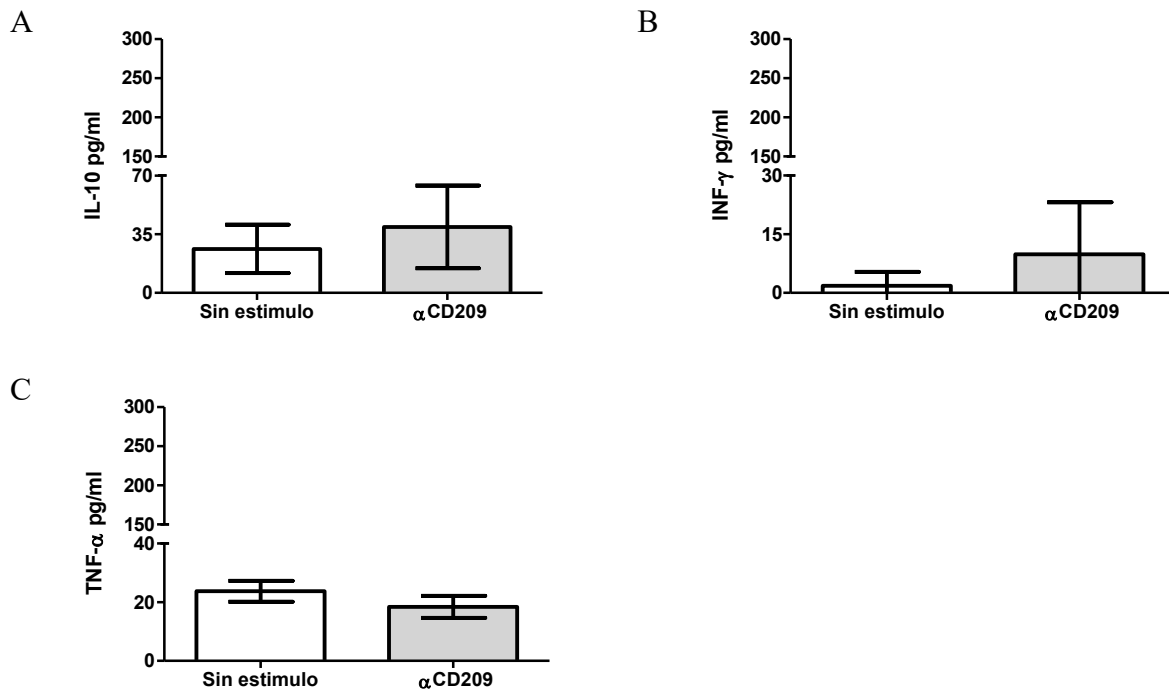 A
300
250
200
150
70
35
0
IL-10 pg/ml
Sin estimulo
αCD209
B
300
250
200
150
30
15
0
INF-γ pg/ml
Sin estimulo
αCD209
C
300
250
200
150
40
20
0
TNF-α pg/ml
Sin estimulo
αCD209